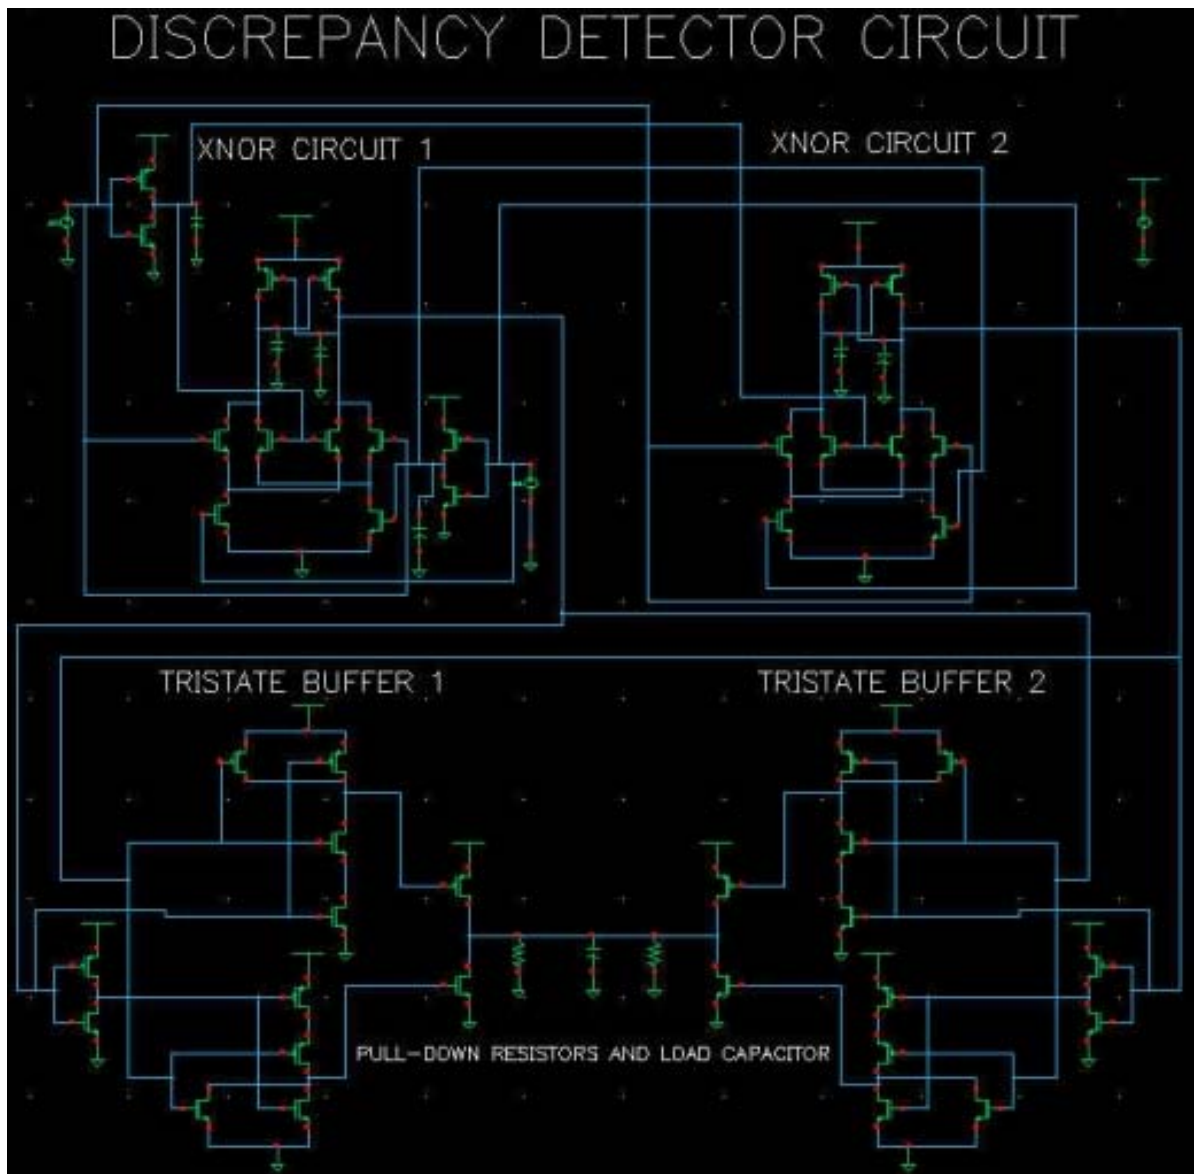 DISCREPANCY DETECTOR CIRCUIT
XNOR CIRCUIT 1
XNOR CIRCUIT 2
TRISTATE BUFFER 1
TRISTATE BUFFER 2
PULL-DOWN RESISTORS AND LOAD CAPACITOR